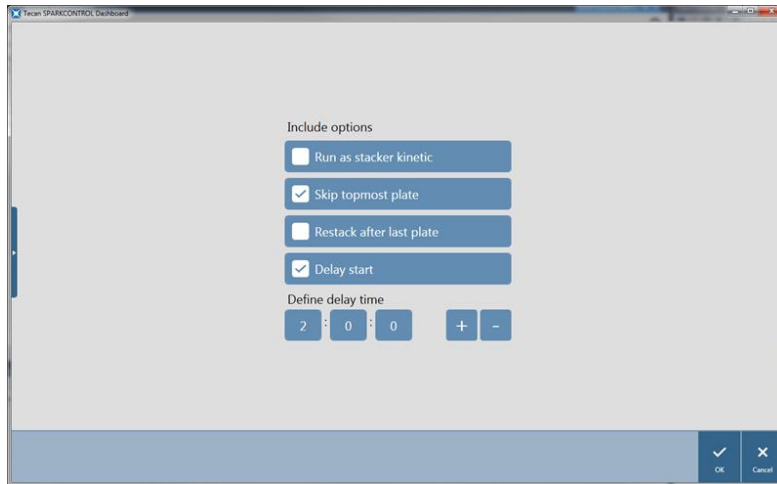 Tecan SPARKCONTROL Dashboard
Include options
Run as stacker kinetic
Skip topmost plate
Restack after last plate
Delay start
Define delay time
2 : 0 : 0 + -
OK Cancel